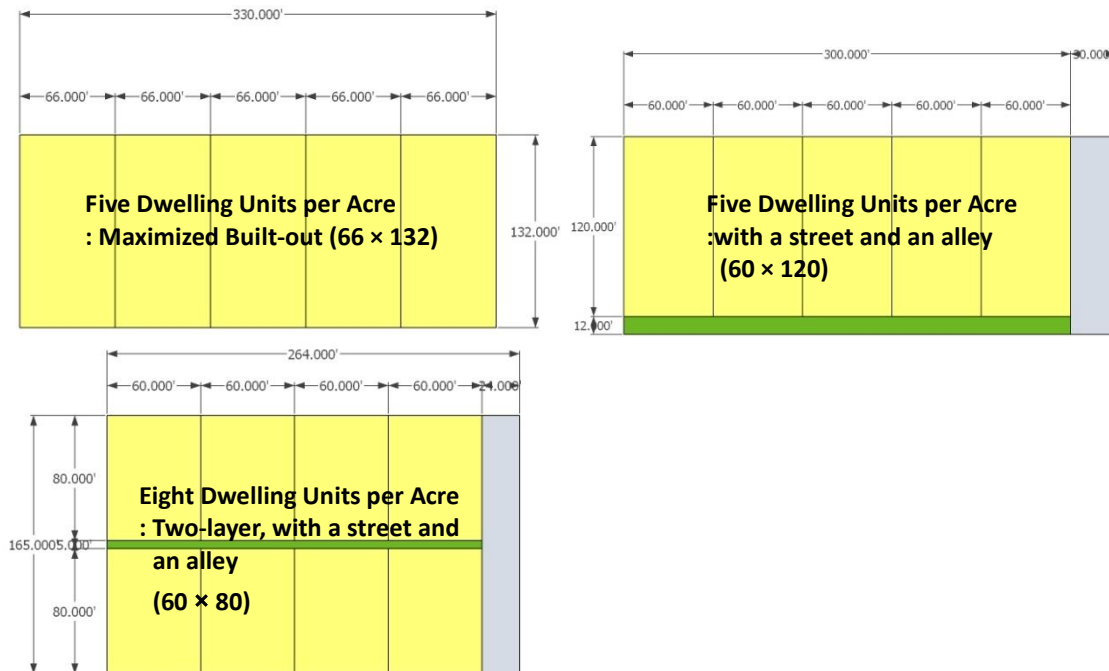 330.000'
66.000' 66.000' 66.000' 66.000' 66.000'
Five Dwelling Units per Acre
: Maximized Built-out (66 × 132)
132.000'
300.000'
60.000' 60.000' 60.000' 60.000' 60.000'
120.000'
Five Dwelling Units per Acre
:with a street and an alley
(60 × 120)
264.000'
60.000' 60.000' 60.000' 60.000' 24.000'
80.000'
165.000' 5.000'
80.000'
Eight Dwelling Units per Acre
: Two-layer, with a street and
an alley
(60 × 80)